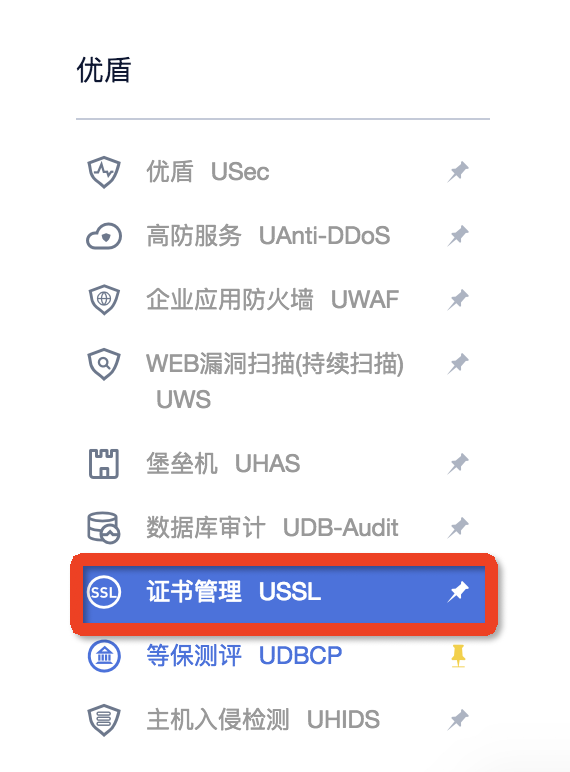 优盾
优盾 USec
高防服务 UAnti-DDoS
企业应用防火墙 UWAF
WEB漏洞扫描(持续扫描)
UWS
堡垒机 UHAS
数据库审计 UDB-Audit
SSL 证书管理 USSL
等保测评 UDBCP
主机入侵检测 UHIDS